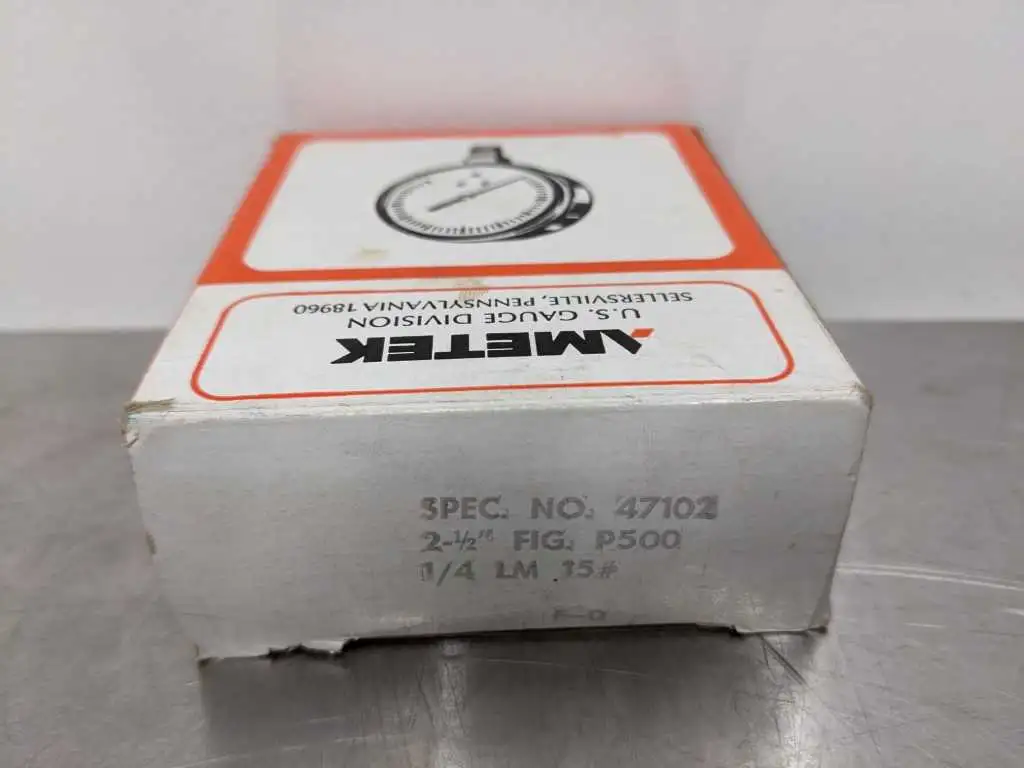 AMETEK
U.S. GAUGE DIVISION
SELLERSVILLE, PENNSYLVANIA 18960
SPEC. NO. 47102
2-½" FIG. P500
1/4 LM 15#